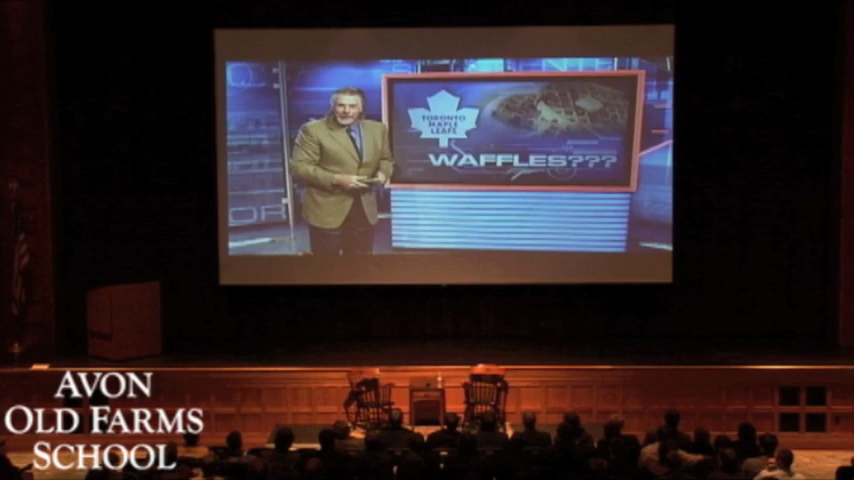 TORONTO
MAPLE
LEAFS
WAFFLES???
AVON
OLD FARMS
SCHOOL